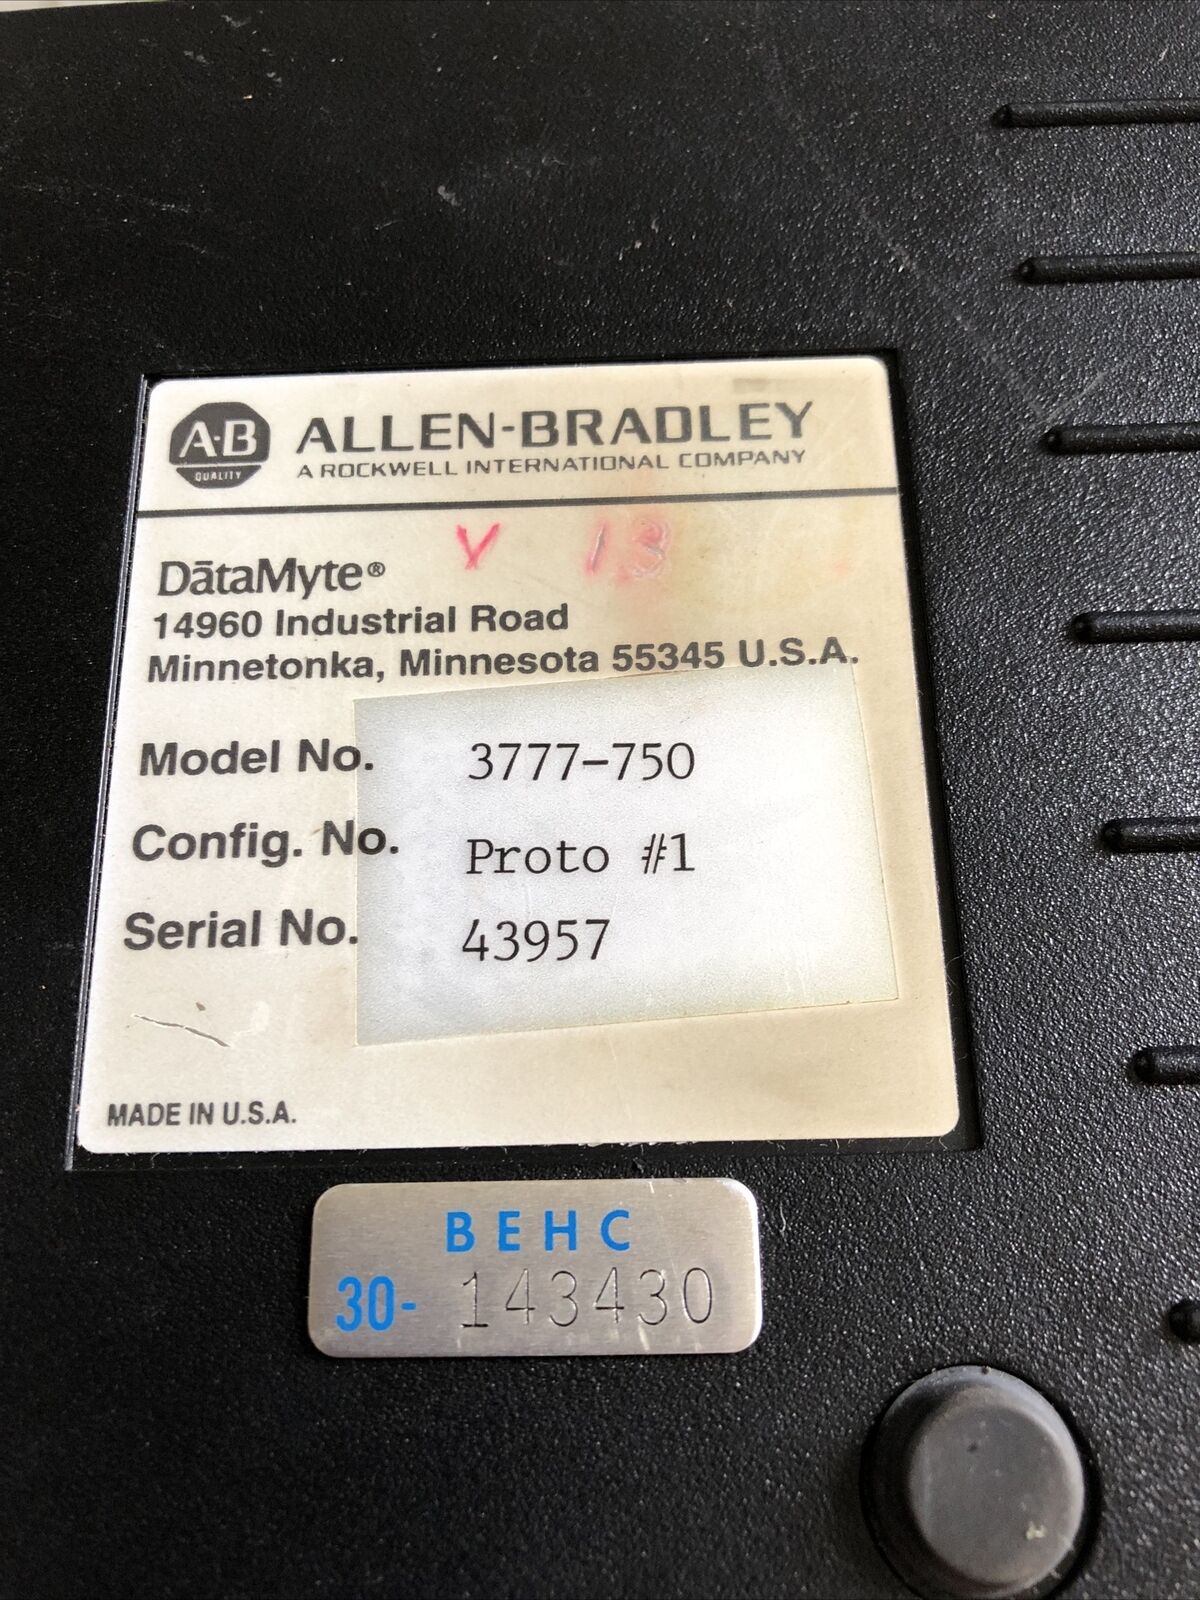 A·B
QUALITY
ALLEN-BRADLEY
A ROCKWELL INTERNATIONAL COMPANY
V 13
DātaMyte®
14960 Industrial Road
Minnetonka, Minnesota 55345 U.S.A.
Model No. 3777-750
Config. No. Proto #1
Serial No. 43957
MADE IN U.S.A.
BEHC
30- 143430